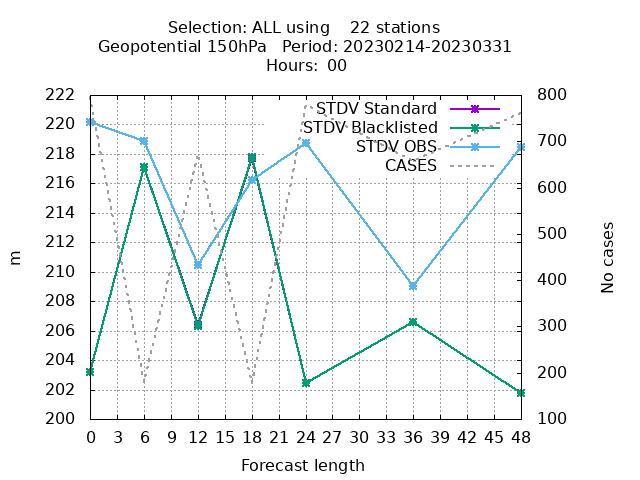 Selection: ALL using    22 stations
Geopotential 150hPa   Period: 20230214-20230331
Hours:  00
STDV Standard
STDV Blacklisted
STDV OBS
CASES
222
220
218
216
214
212
210
208
206
204
202
200
m
800
700
600
500
400
300
200
100
No cases
0 3 6 9 12 15 18 21 24 27 30 33 36 39 42 45 48
Forecast length